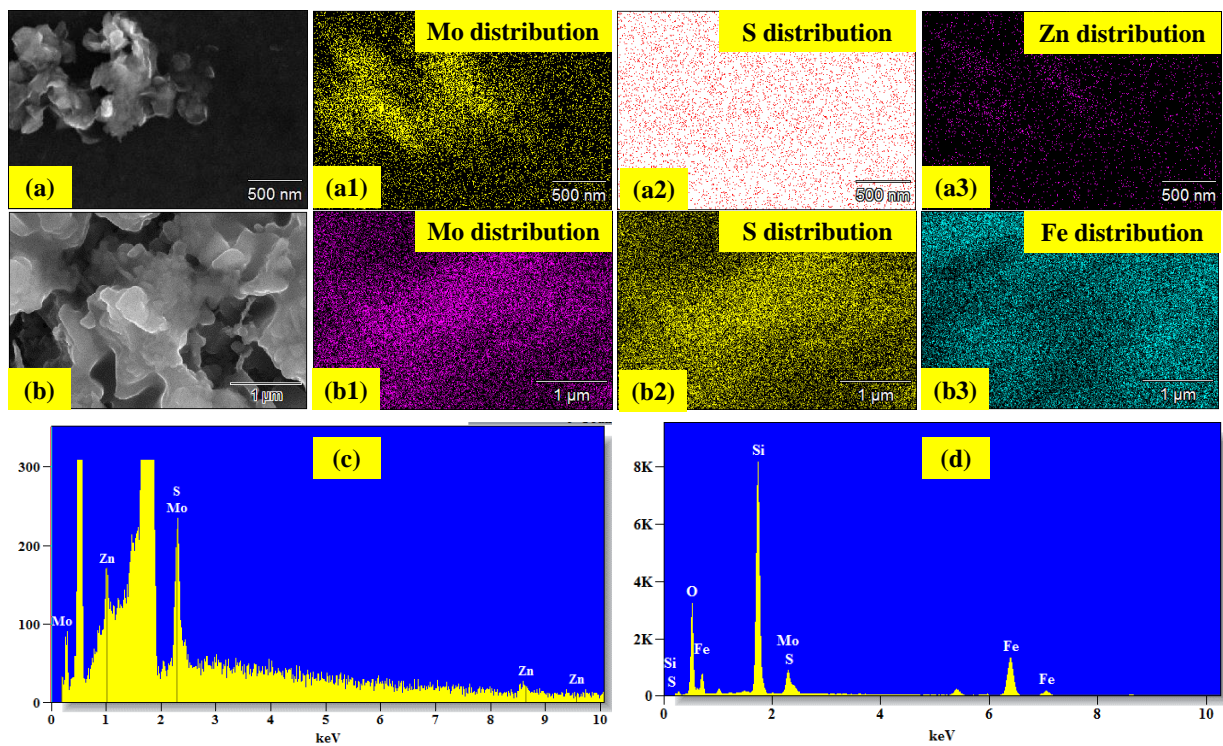 (a)
500 nm
Mo distribution
(a1)
500 nm
S distribution
(a2)
500 nm
Zn distribution
(a3)
500 nm
(b)
1 µm
Mo distribution
(b1)
1 µm
S distribution
(b2)
1 µm
Fe distribution
(b3)
1 µm
(c)
300
200
100
0
Mo
Zn
S
Mo
Zn
Zn
0 1 2 3 4 5 6 7 8 9 10
keV
(d)
8K
6K
4K
2K
0
Si
S
O
Fe
Si
Mo
S
Fe
Fe
0 2 4 6 8 10
keV